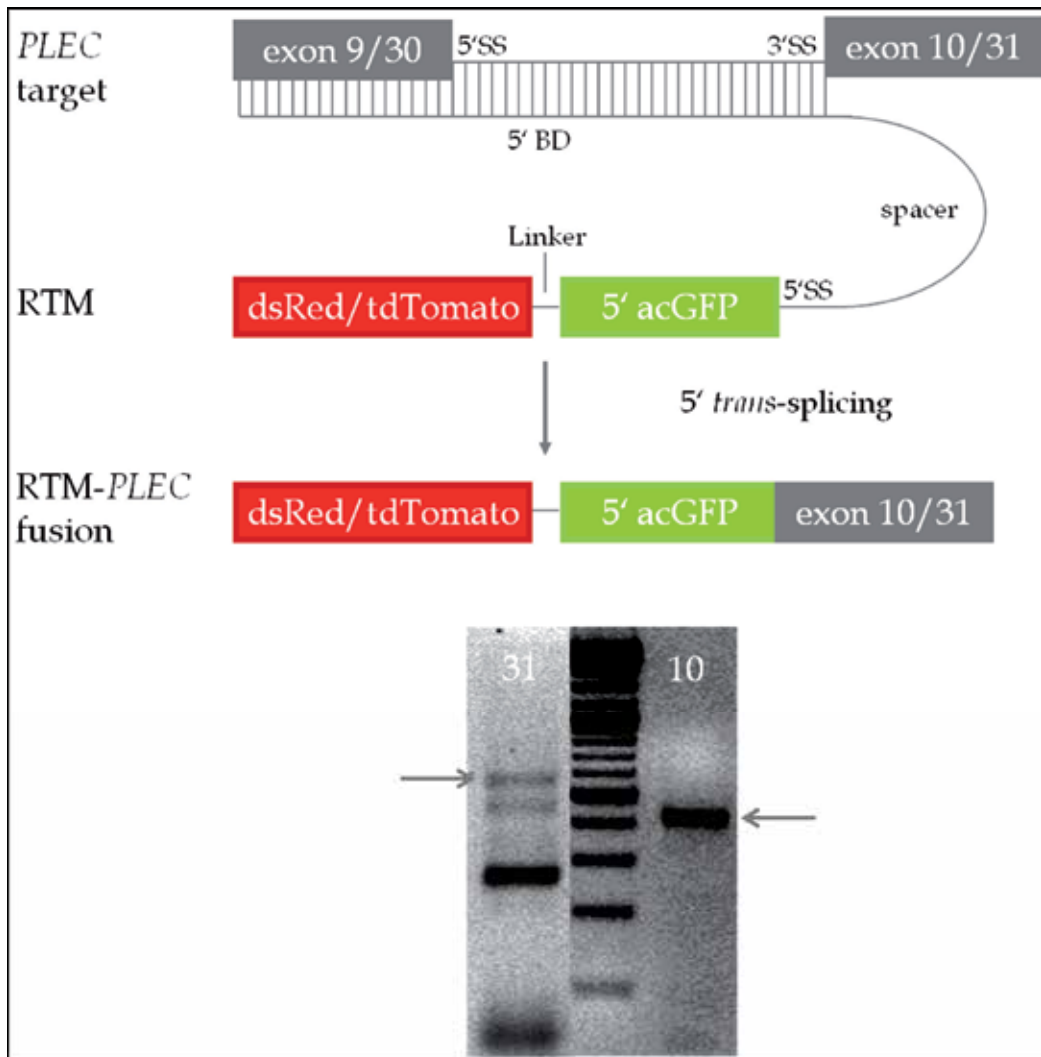 PLEC
target
exon 9/30
5‘SS
3‘SS
exon 10/31
5‘ BD
spacer
Linker
RTM
dsRed/tdTomato
5‘ acGFP
5‘SS
5‘ trans-splicing
RTM-PLEC
fusion
dsRed/tdTomato
5‘ acGFP
exon 10/31
31
10